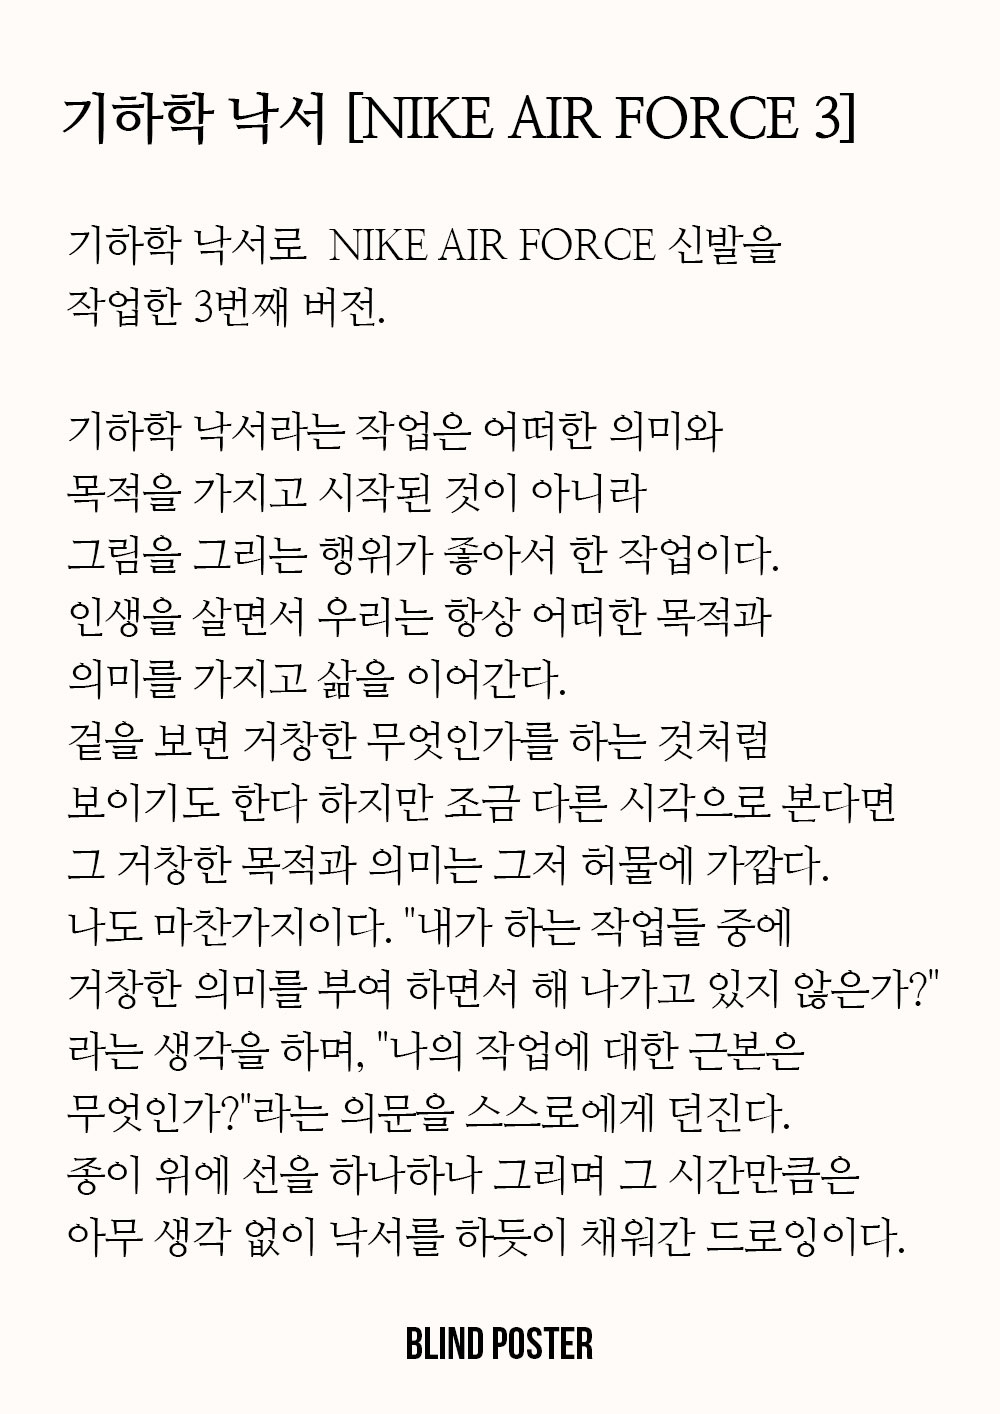 기하학 낙서 [NIKE AIR FORCE 3]
기하학 낙서로 NIKE AIR FORCE 신발을
작업한 3번째 버전.
기하학 낙서라는 작업은 어떠한 의미와
목적을 가지고 시작된 것이 아니라
그림을 그리는 행위가 좋아서 한 작업이다.
인생을 살면서 우리는 항상 어떠한 목적과
의미를 가지고 삶을 이어간다.
겉을 보면 거창한 무엇인가를 하는 것처럼
보이기도 한다 하지만 조금 다른 시각으로 본다면
그 거창한 목적과 의미는 그저 허물에 가깝다.
나도 마찬가지이다. "내가 하는 작업들 중에
거창한 의미를 부여 하면서 해 나가고 있지 않은가?"
라는 생각을 하며, "나의 작업에 대한 근본은
무엇인가?"라는 의문을 스스로에게 던진다.
종이 위에 선을 하나하나 그리며 그 시간만큼은
아무 생각 없이 낙서를 하듯이 채워간 드로잉이다.
BLIND POSTER